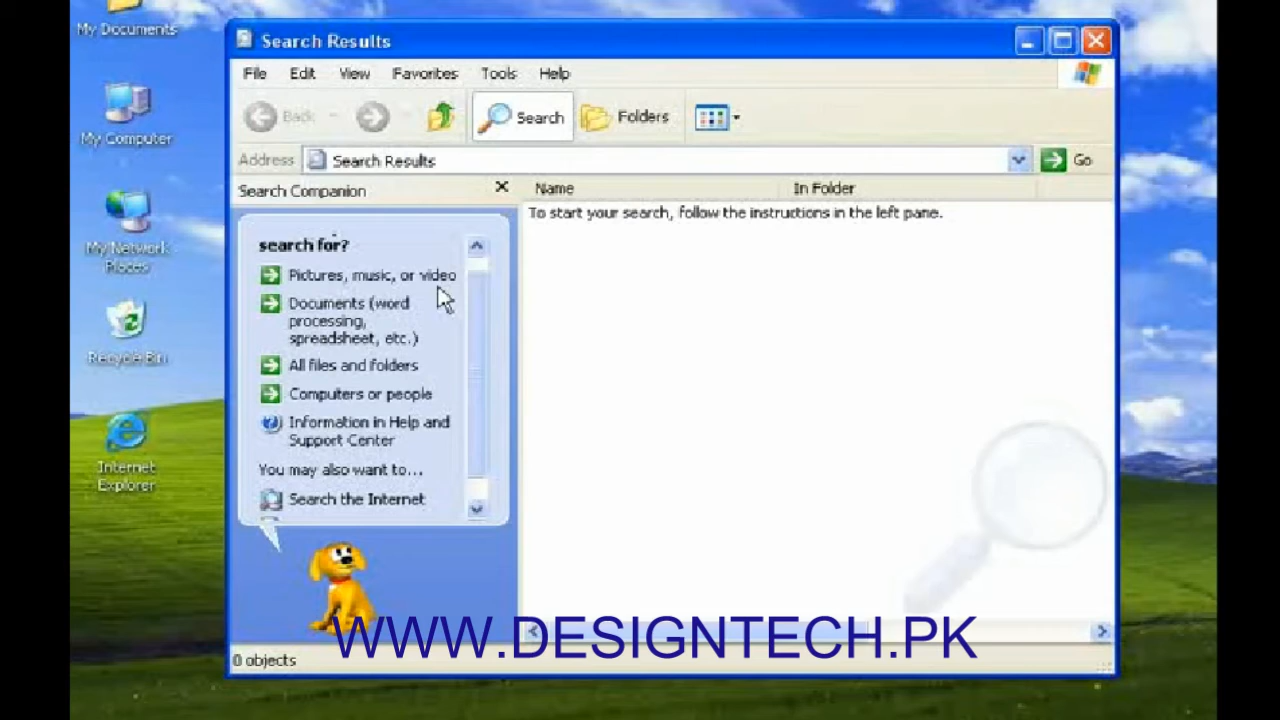 My Documents
My Computer
My Network
Places
Recycle Bin
Internet
Explorer
Search Results
File Edit View Favorites Tools Help
Back Search Folders
Address Search Results Go
Search Companion Name In Folder
To start your search, follow the instructions in the left pane.
search for?
Pictures, music, or video
Documents (word
processing,
spreadsheet, etc.)
All files and folders
Computers or people
Information in Help and
Support Center
You may also want to...
Search the Internet
WWW.DESIGNTECH.PK
0 objects